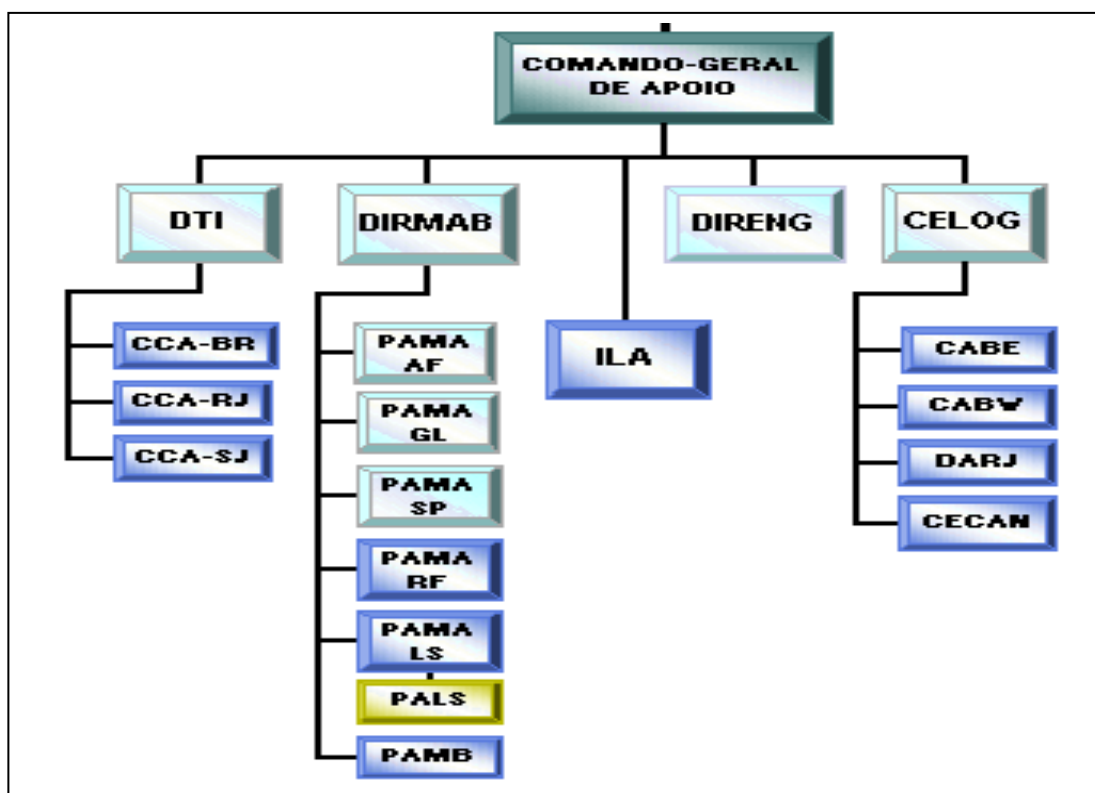 COMANDO-GERAL
DE APOIO
DTI
DIRMAB
DIRENG
CELOG
CCA-BR
CCA-RJ
CCA-SJ
PAMA
AF
PAMA
GL
PAMA
SP
PAMA
RF
PAMA
LS
PALS
PAMB
ILA
CABE
CABW
DARJ
CECAN